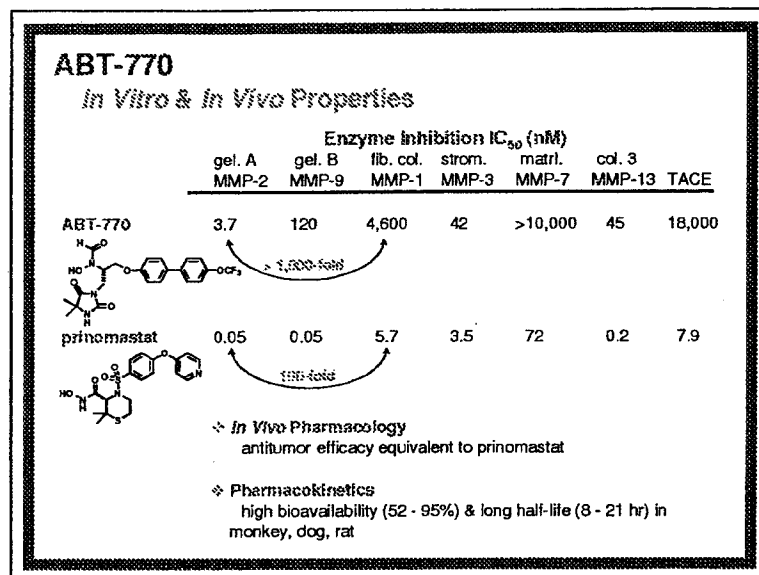 ABT-770
In Vitro & In Vivo Properties
Enzyme Inhibition IC50 (nM)
gel. A gel. B fib. col. strom. matrl. col. 3
MMP-2 MMP-9 MMP-1 MMP-3 MMP-7 MMP-13 TACE
ABT-770 3.7 120 4,600 42 >10,000 45 18,000
H O
HO N O OCF3
> 1,000-fold
O N
N O
H
prinomastat 0.05 0.05 5.7 3.5 72 0.2 7.9
O N
O O S
100-fold
HO O N
N H
S
❖ In Vivo Pharmacology
antitumor efficacy equivalent to prinomastat
❖ Pharmacokinetics
high bioavailability (52 - 95%) & long half-life (8 - 21 hr) in
monkey, dog, rat